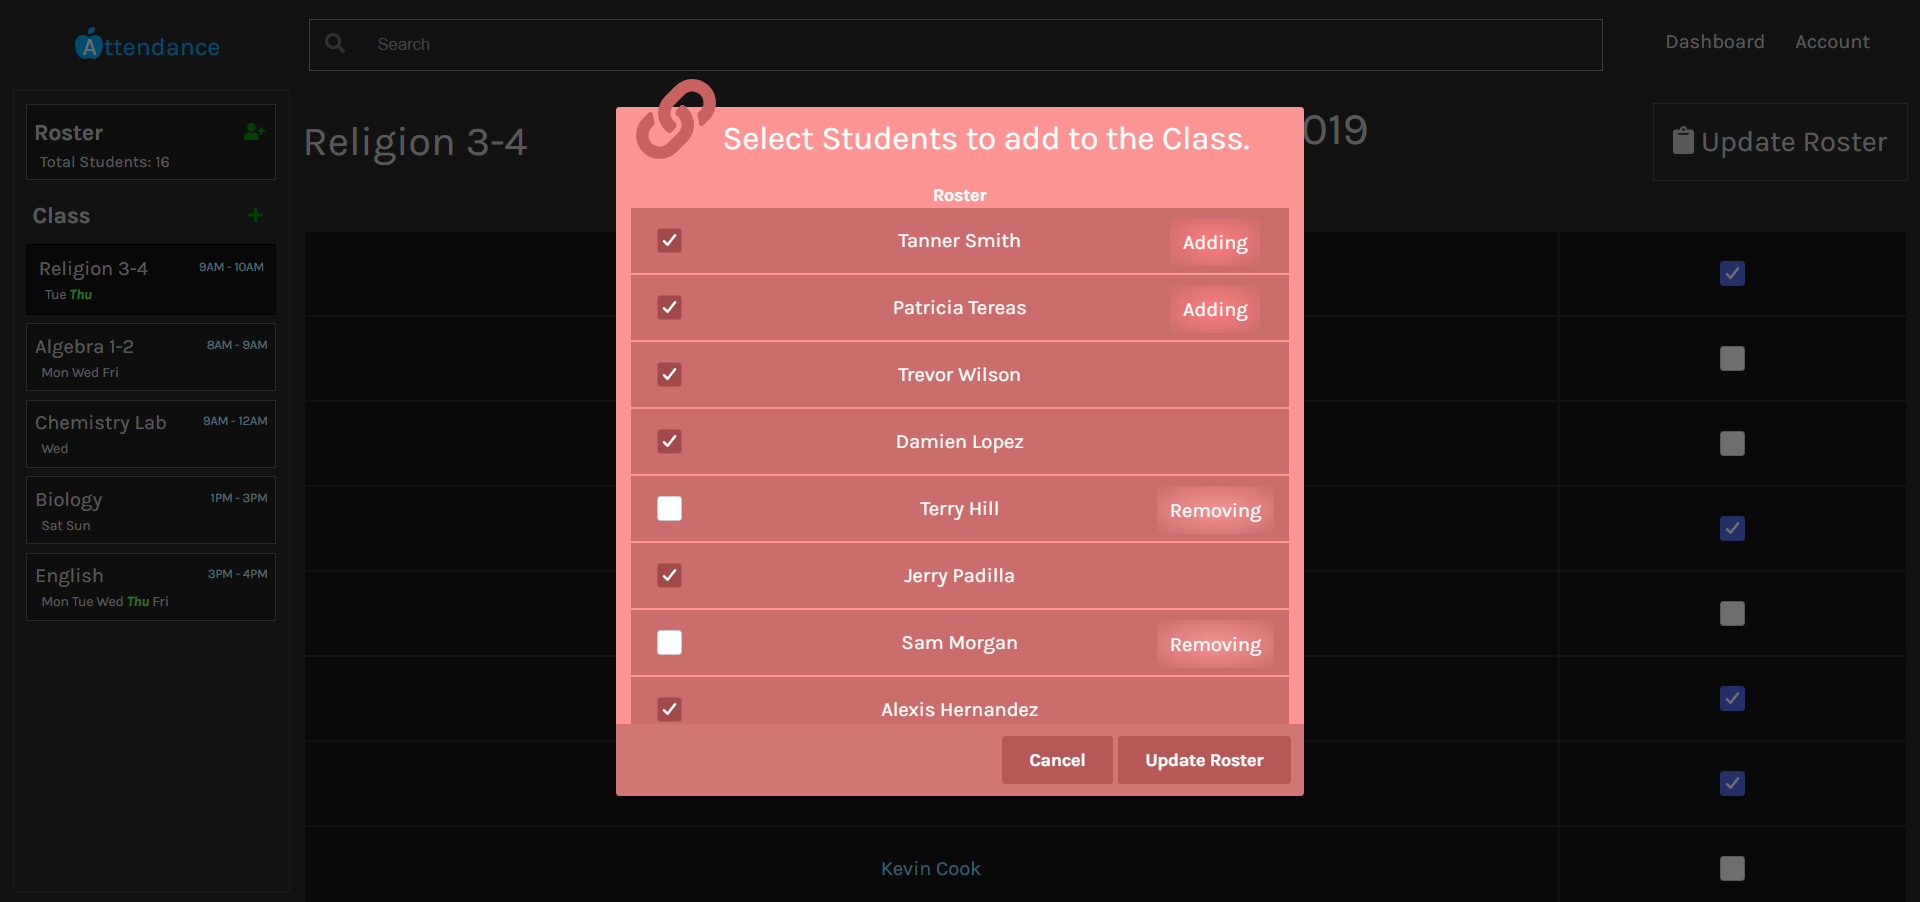 Attendance
Search
Dashboard
Account
Roster
Total Students: 16
Class
Religion 3-4
9AM - 10AM
Tue Thu
Algebra 1-2
8AM - 9AM
Mon Wed Fri
Chemistry Lab
9AM - 12AM
Wed
Biology
1PM - 3PM
Sat Sun
English
3PM - 4PM
Mon Tue Wed Thu Fri
Religion 3-4
019
Update Roster
Select Students to add to the Class.
Roster
Tanner Smith
Adding
Patricia Tereas
Adding
Trevor Wilson
Damien Lopez
Terry Hill
Removing
Jerry Padilla
Sam Morgan
Removing
Alexis Hernandez
Cancel
Update Roster
Kevin Cook